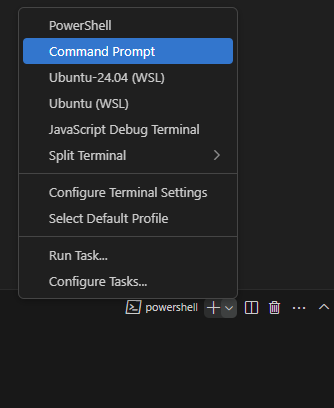 PowerShell
Command Prompt
Ubuntu-24.04 (WSL)
Ubuntu (WSL)
JavaScript Debug Terminal
Split Terminal
Configure Terminal Settings
Select Default Profile
Run Task...
Configure Tasks...
powershell